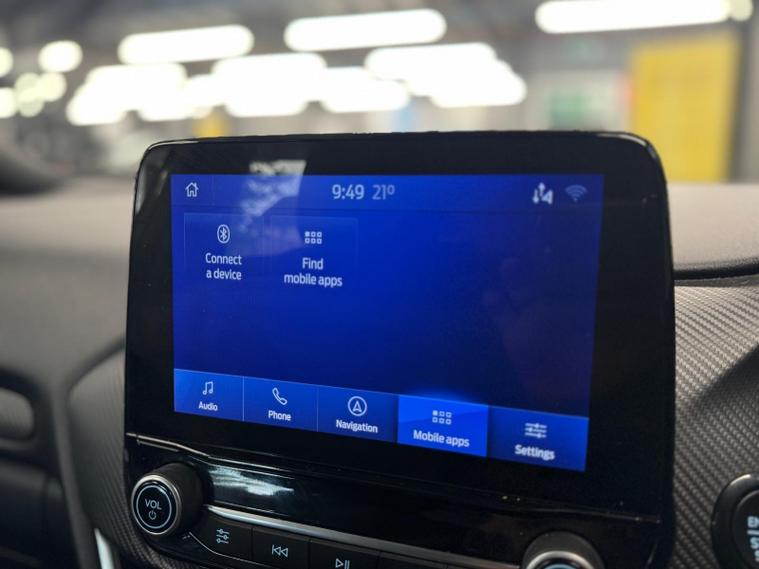 9:49 21°
Connect
a device
Find
mobile apps
Audio
Phone
Navigation
Mobile apps
Settings
VOL